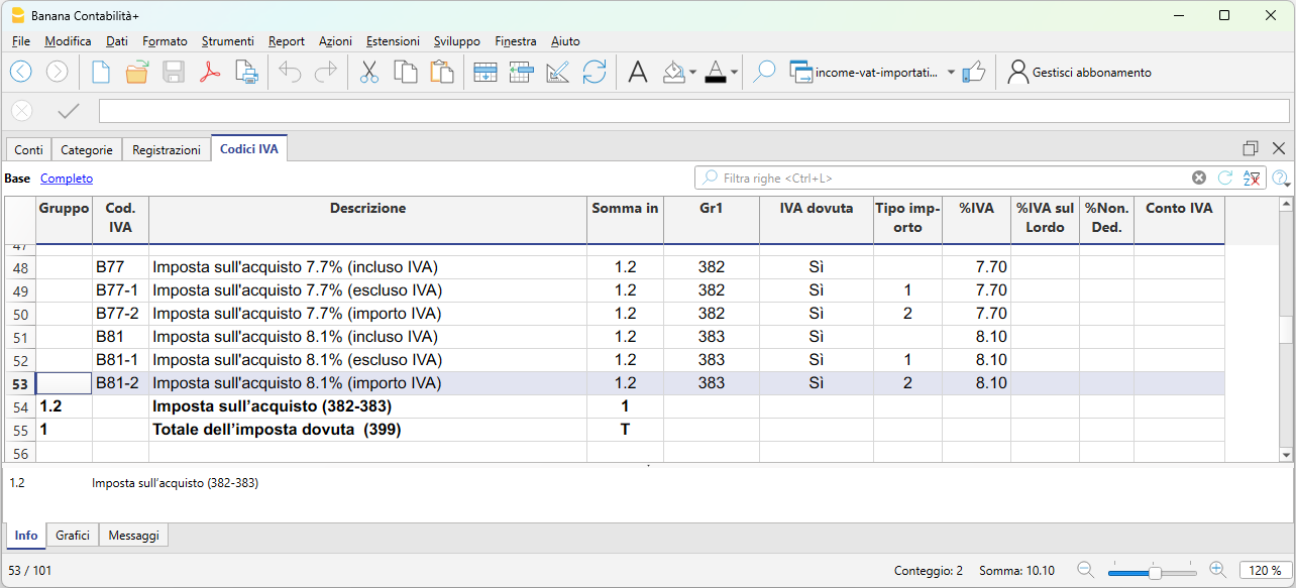 Banana Contabilità+
File Modifica Dati Formato Strumenti Report Azioni Estensioni Sviluppo Finestra Aiuto
income-vat-importati... Gestisci abbonamento
Conti Categorie Registrazioni Codici IVA
Base Completo Filtra righe <Ctrl+L>
Gruppo Cod. IVA Descrizione Somma in Gr1 IVA dovuta Tipo imp-orto %IVA %IVA sul Lordo %Non. Ded. Conto IVA
47
48 B77 Imposta sull'acquisto 7.7% (incluso IVA) 1.2 382 Sì 7.70
49 B77-1 Imposta sull'acquisto 7.7% (escluso IVA) 1.2 382 Sì 1 7.70
50 B77-2 Imposta sull'acquisto 7.7% (importo IVA) 1.2 382 Sì 2 7.70
51 B81 Imposta sull'acquisto 8.1% (incluso IVA) 1.2 383 Sì 8.10
52 B81-1 Imposta sull'acquisto 8.1% (escluso IVA) 1.2 383 Sì 1 8.10
53 B81-2 Imposta sull'acquisto 8.1% (importo IVA) 1.2 383 Sì 2 8.10
54 1.2 Imposta sull’acquisto (382-383) 1
55 1 Totale dell’imposta dovuta (399) T
56
1.2 Imposta sull’acquisto (382-383)
Info Grafici Messaggi
53 / 101 Conteggio: 2 Somma: 10.10 120 %